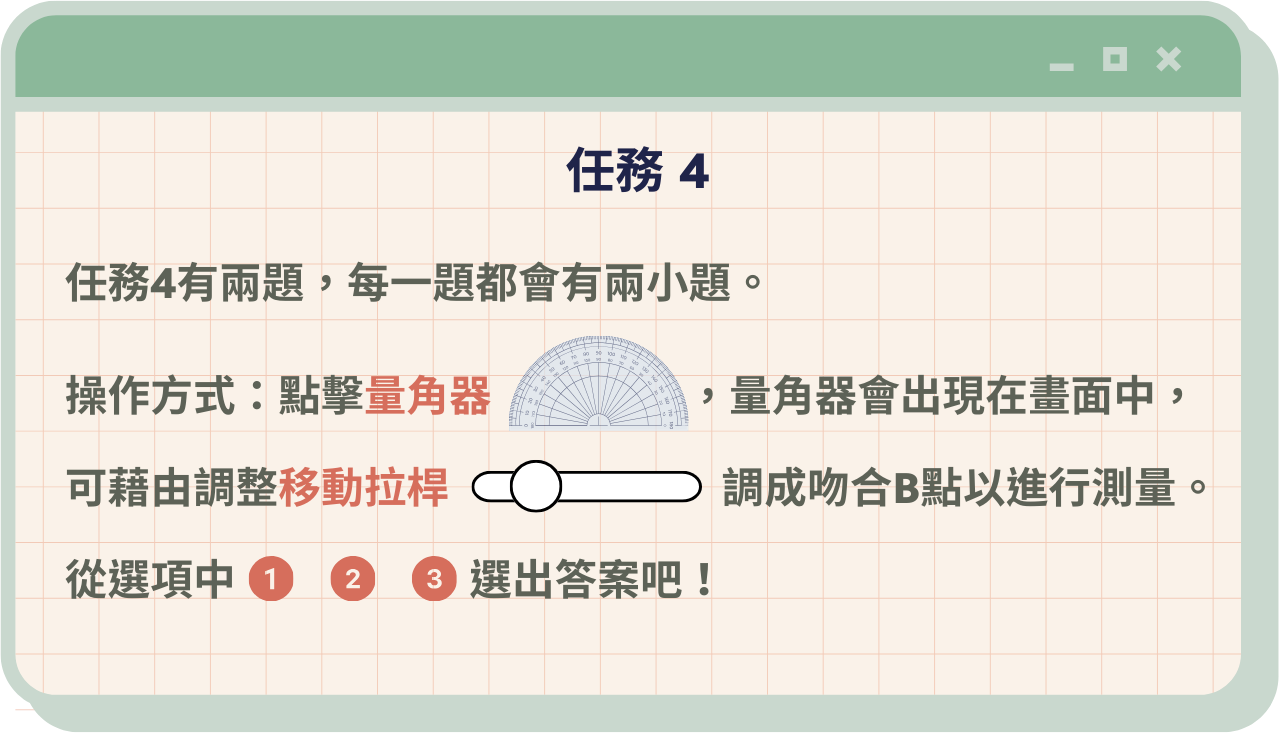 任務 4
任務4有兩題，每一題都會有兩小題。
操作方式：點擊量角器，量角器會出現在畫面中，
可藉由調整移動拉桿 調成吻合B點以進行測量。
從選項中 1 2 3 選出答案吧！